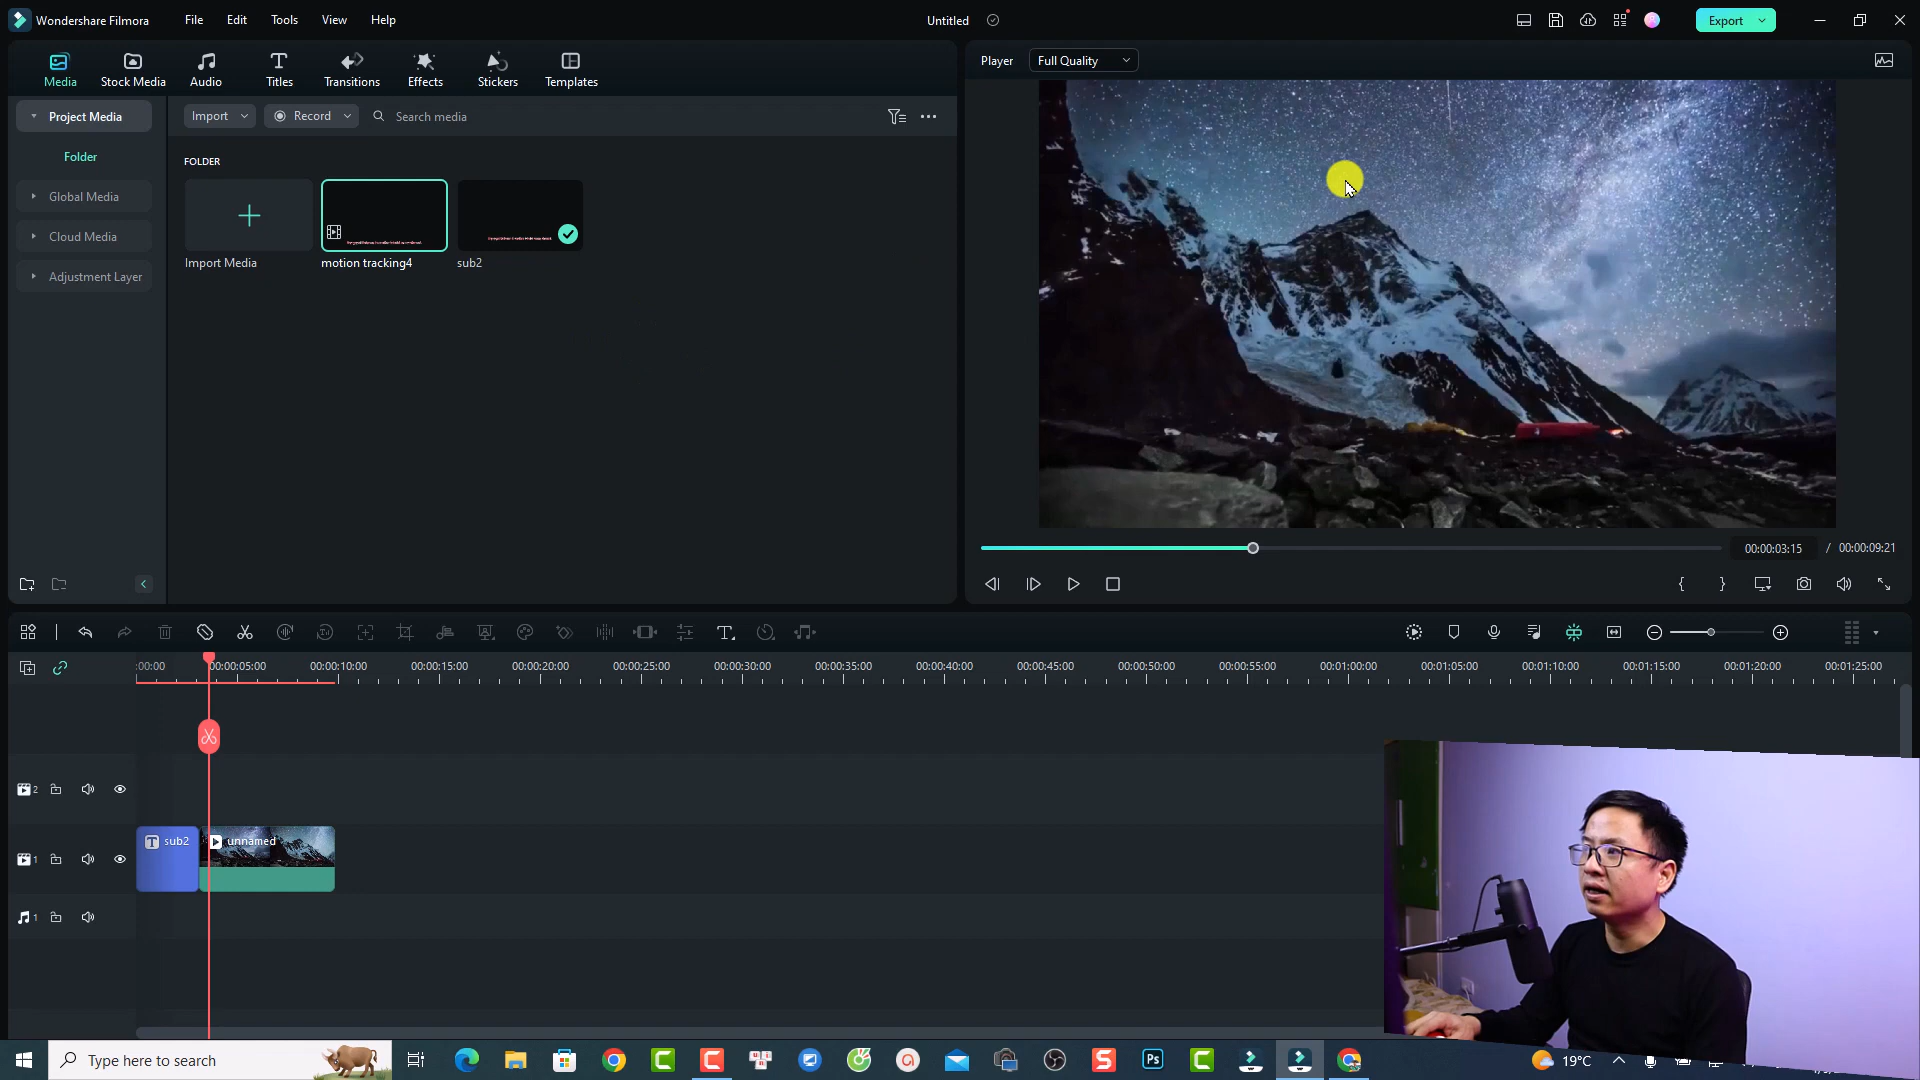 Wondershare Filmora
File
Edit
Tools
View
Help
Untitled
Export
Media
Stock Media
Audio
Titles
Transitions
Effects
Stickers
Templates
Player
Full Quality
Project Media
Import
Record
Search media
Folder
FOLDER
Global Media
Cloud Media
Adjustment Layer
Import Media
motion tracking4
sub2
00:00:03:15 / 00:00:09:21
:00:00
00:00:05:00
00:00:10:00
00:00:15:00
00:00:20:00
00:00:25:00
00:00:30:00
00:00:35:00
00:00:40:00
00:00:45:00
00:00:50:00
00:00:55:00
00:01:00:00
00:01:05:00
00:01:10:00
00:01:15:00
00:01:20:00
00:01:25:00
2
sub2
unnamed
1
1
Type here to search
Ps
19°C